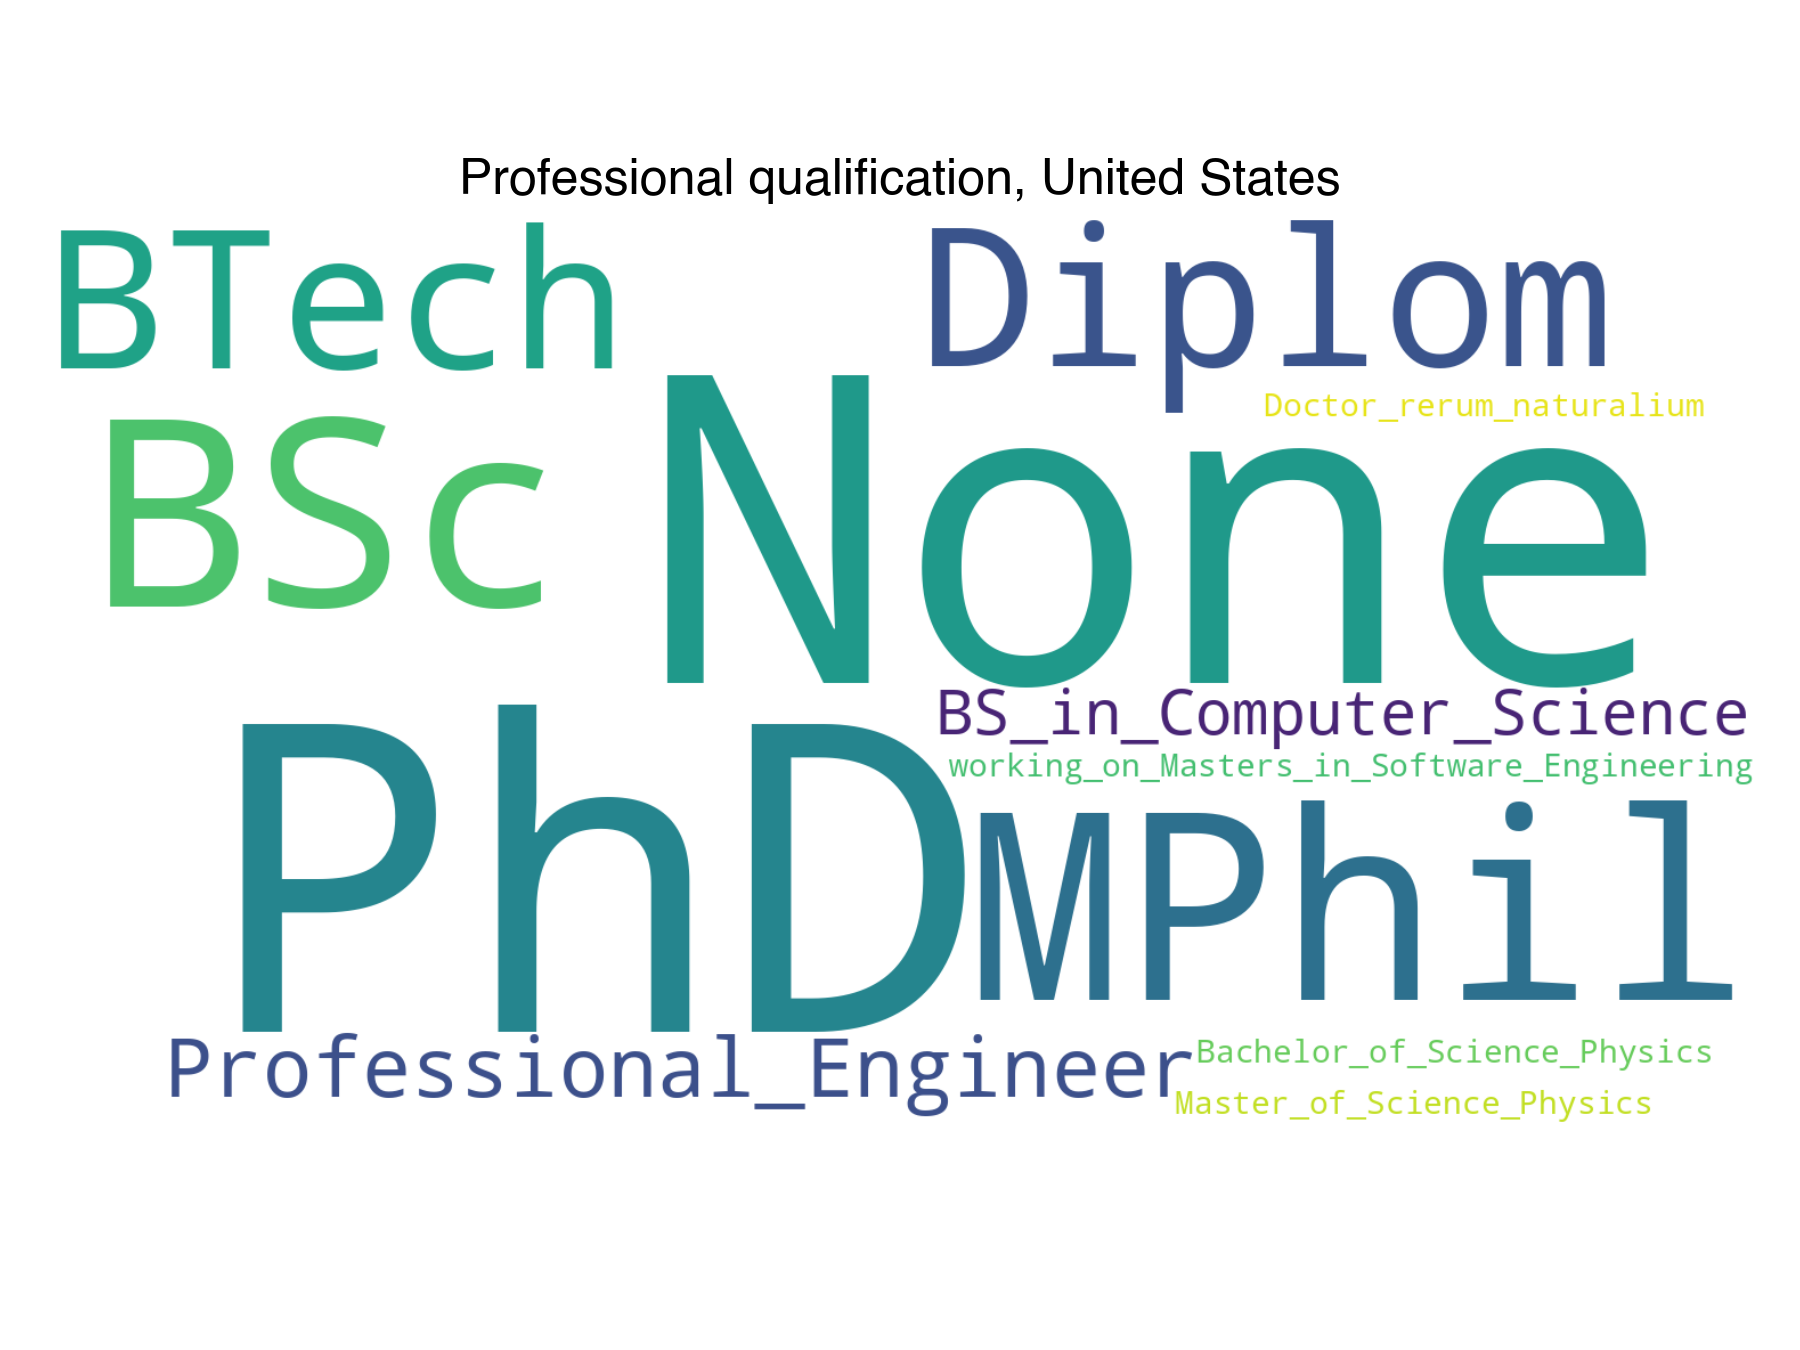 Professional qualification, United States
BTech
Diplom
Doctor_rerum_naturalium
BSc
None
BS_in_Computer_Science
working_on_Masters_in_Software_Engineering
PhD
MPhil
Professional_Engineer
Bachelor_of_Science_Physics
Master_of_Science_Physics